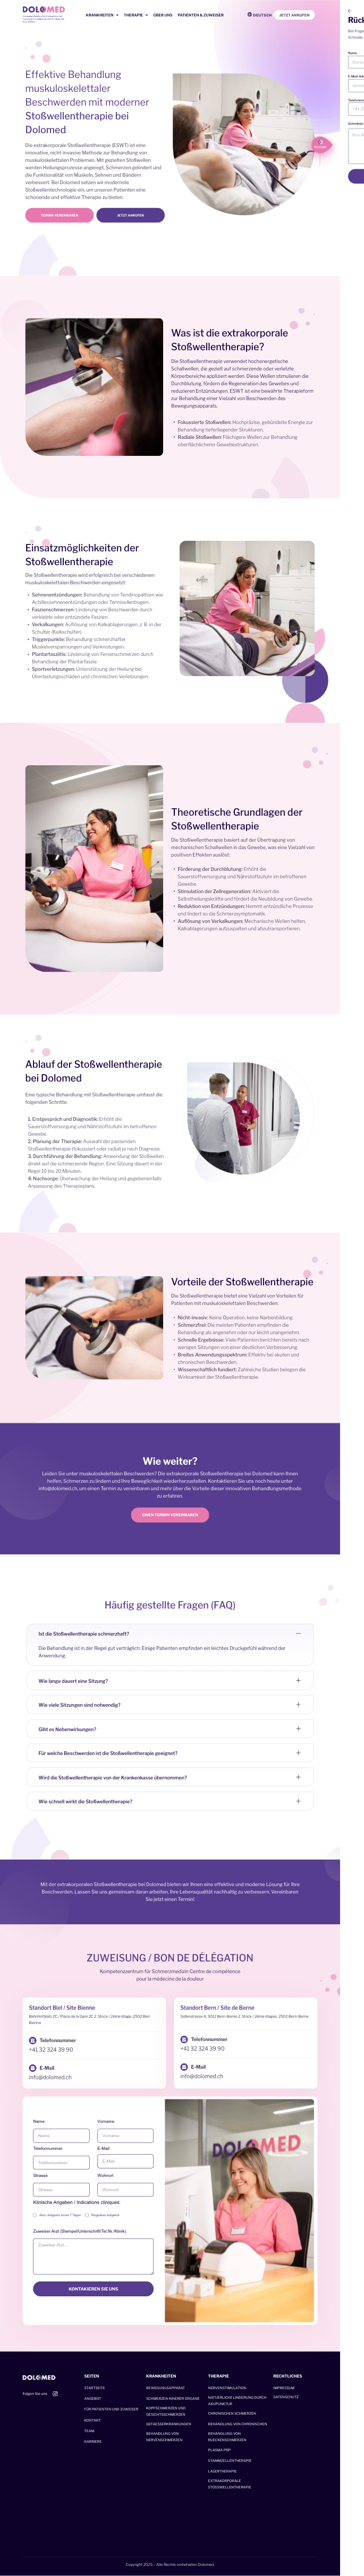 DOLOMED
KRANKHEITEN
THERAPIE
ÜBER UNS
PATIENTEN & ZUWEISER
DEUTSCH
JETZT ANRUFEN
Effektive Behandlung
muskuloskelettaler
Beschwerden mit moderner
Stoßwellentherapie bei
Dolomed
Die extrakorporale Stoßwellentherapie (ESWT) ist eine
innovative, nicht-invasive Methode zur Behandlung von
muskuloskelettalen Problemen. Mit gezielten Stoßwellen
werden Heilungsprozesse angeregt, Schmerzen gelindert und
die Funktionalität von Muskeln, Sehnen und Bändern
verbessert. Bei Dolomed setzen wir modernste
Stoßwellentechnologie ein, um unseren Patienten eine
schonende und effektive Therapie zu bieten.
TERMIN VEREINBAREN
JETZT ANRUFEN
Was ist die extrakorporale
Stoßwellentherapie?
Die Stoßwellentherapie verwendet hochenergetische
Schallwellen, die gezielt auf schmerzende oder verletzte
Körperbereiche appliziert werden. Diese Wellen stimulieren die
Durchblutung, fördern die Regeneration des Gewebes und
reduzieren Entzündungen. ESWT ist eine bewährte Therapieform
zur Behandlung einer Vielzahl von Beschwerden des
Bewegungsapparats.
• Fokussierte Stoßwellen: Hochpräzise, gebündelte Energie zur
Behandlung tieferliegender Strukturen.
• Radiale Stoßwellen: Flächigere Wellen zur Behandlung
oberflächlicherer Gewebestrukturen.
Einsatzmöglichkeiten der
Stoßwellentherapie
Die Stoßwellentherapie wird erfolgreich bei verschiedenen
muskuloskelettalen Beschwerden eingesetzt:
• Sehnenentzündungen: Behandlung von Tendinopathien wie
Achillessehnenentzündungen oder Tennisellenbogen.
• Faszienschmerzen: Linderung von Beschwerden durch
verklebte oder entzündete Faszien.
• Verkalkungen: Auflösung von Kalkablagerungen, z. B. in der
Schulter (Kalkschulter).
• Triggerpunkte: Behandlung schmerzhafter
Muskelverspannungen und Verknotungen.
• Plantarfasziitis: Linderung von Fersenschmerzen durch
Behandlung der Plantarfaszie.
• Sportverletzungen: Unterstützung der Heilung bei
Überlastungsschäden und chronischen Verletzungen.
Theoretische Grundlagen der
Stoßwellentherapie
Die Stoßwellentherapie basiert auf der Übertragung von
mechanischen Schallwellen in das Gewebe, was eine Vielzahl von
positiven Effekten auslöst:
• Förderung der Durchblutung: Erhöht die
Sauerstoffversorgung und Nährstoffzufuhr im betroffenen
Gewebe.
• Stimulation der Zellregeneration: Aktiviert die
Selbstheilungskräfte und fördert die Neubildung von Gewebe.
• Reduktion von Entzündungen: Hemmt entzündliche Prozesse
und lindert so die Schmerzsymptomatik.
• Auflösung von Verkalkungen: Mechanische Wellen helfen,
Kalkablagerungen aufzuspalten und abzutransportieren.
Ablauf der Stoßwellentherapie
bei Dolomed
Eine typische Behandlung mit Stoßwellentherapie umfasst die
folgenden Schritte:
1. Erstgespräch und Diagnostik: Erhöht die
Sauerstoffversorgung und Nährstoffzufuhr im betroffenen
Gewebe.
2. Planung der Therapie: Auswahl der passenden
Stoßwellentherapie (fokussiert oder radial) je nach Diagnose.
3. Durchführung der Behandlung: Anwendung der Stoßwellen
direkt auf die schmerzende Region. Eine Sitzung dauert in der
Regel 10 bis 20 Minuten.
4. Nachsorge: Überwachung der Heilung und gegebenenfalls
Anpassung des Therapieplans.
Vorteile der Stoßwellentherapie
Die Stoßwellentherapie bietet eine Vielzahl von Vorteilen für
Patienten mit muskuloskelettalen Beschwerden:
• Nicht-invasiv: Keine Operation, keine Narbenbildung.
• Schmerzfrei: Die meisten Patienten empfinden die
Behandlung als angenehm oder nur leicht unangenehm.
• Schnelle Ergebnisse: Viele Patienten berichten bereits nach
wenigen Sitzungen von einer deutlichen Verbesserung.
• Breites Anwendungsspektrum: Effektiv bei akuten und
chronischen Beschwerden.
• Wissenschaftlich fundiert: Zahlreiche Studien belegen die
Wirksamkeit der Stoßwellentherapie.
Wie weiter?
Leiden Sie unter muskuloskelettalen Beschwerden? Die extrakorporale Stoßwellentherapie bei Dolomed kann Ihnen
helfen, Schmerzen zu lindern und Ihre Beweglichkeit wiederherzustellen. Kontaktieren Sie uns noch heute unter
info@dolomed.ch, um einen Termin zu vereinbaren und mehr über die Vorteile dieser innovativen Behandlungsmethode
zu erfahren.
EINEN TERMIN VEREINBAREN
Häufig gestellte Fragen (FAQ)
Ist die Stoßwellentherapie schmerzhaft?
Die Behandlung ist in der Regel gut verträglich. Einige Patienten empfinden ein leichtes Druckgefühl während der
Anwendung.
Wie lange dauert eine Sitzung?
Wie viele Sitzungen sind notwendig?
Gibt es Nebenwirkungen?
Für welche Beschwerden ist die Stoßwellentherapie geeignet?
Wird die Stoßwellentherapie von der Krankenkasse übernommen?
Wie schnell wirkt die Stoßwellentherapie?
Mit der extrakorporalen Stoßwellentherapie bei Dolomed bieten wir Ihnen eine effektive und moderne Lösung für Ihre
Beschwerden. Lassen Sie uns gemeinsam daran arbeiten, Ihre Lebensqualität nachhaltig zu verbessern. Vereinbaren
Sie jetzt einen Termin!
ZUWEISUNG / BON DE DÉLÉGATION
Kompetenzzentrum für Schmerzmedizin Centre de compétence
pour la médecine de la douleur
Standort Biel / Site Bienne
Telefonnummer
+41 32 324 39 90
E-Mail
info@dolomed.ch
Standort Bern / Site de Berne
Telefonnummer
+41 32 324 39 90
E-Mail
info@dolomed.ch
Name
Vorname
Name
Vorname
Telefonnummer
E-Mail
Telefonnummer
E-Mail
Strasse
Wohnort
Strasse
Wohnort
Klinische Angaben / Indications cliniques:
Zuweiser Arzt (Stempel/Unterschrift/Tel.Nr./Klinik)
Zuweiser Arzt...
KONTAKIEREN SIE UNS
DOLOMED
DOLOMED
Folgen Sie uns
SEITEN
STARTSEITE
ANGEBOT
FÜR PATIENTEN UND ZUWEISER
KONTAKT
TEAM
KARRIERE
KRANKHEITEN
BEWEGUNGSAPPARAT
SCHMERZEN INNERER ORGANE
KOPFSCHMERZEN UND
GESICHTSSCHMERZEN
GEFAESSERKRANKUNGEN
BEHANDLUNG VON
NERVENSCHMERZEN
THERAPIE
NERVENSTIMULATION
NATUERLICHE LINDERUNG DURCH
AKUPUNKTUR
CHRONISCHEN SCHMERZEN
BEHANDLUNG VON CHRONISCHEN
BEHANDLUNG VON
RUECKENSCHMERZEN
PLASMA PRP
STAMMZELLENTHERAPIE
LASERTHERAPIE
EXTRAKORPORALE
STOSSWELLENTHERAPIE
RECHTLICHES
IMPRESSUM
DATENSCHUTZ
Copyright 2025 – Alle Rechte vorbehalten Dolomed.